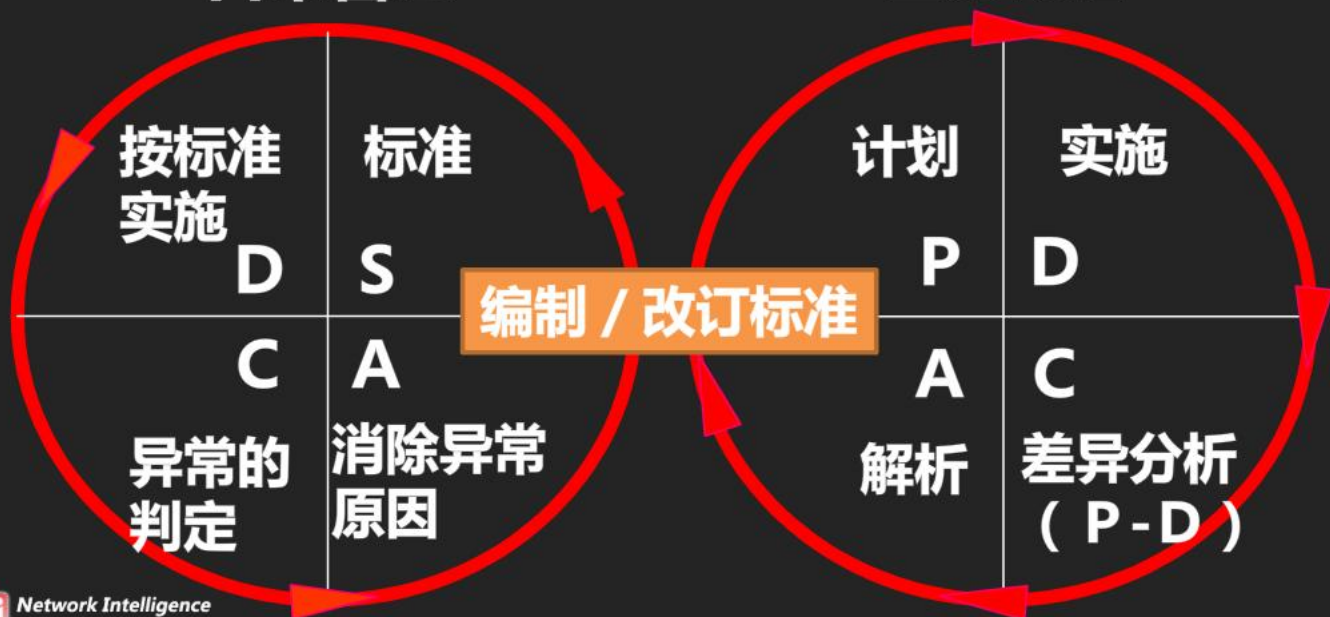 按标准
实施
标准
D
S
C
A
异常的
判定
消除异常
原因
编制 / 改订标准
计划
实施
P
D
A
C
解析
差异分析
( P-D )
Network Intelligence